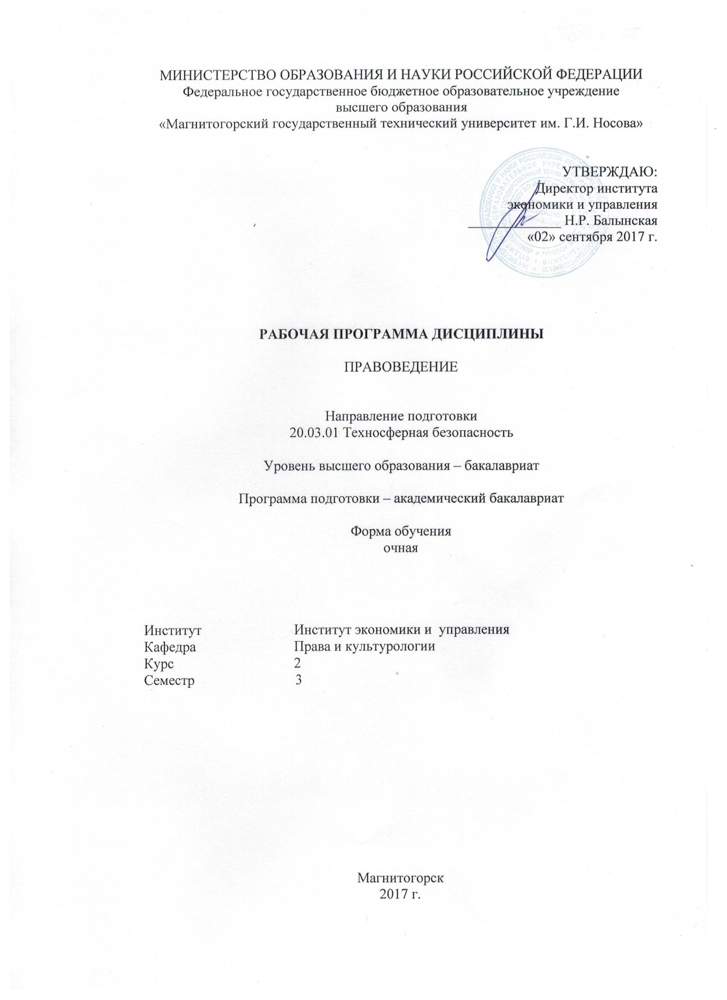 МИНИСТЕРСТВО ОБРАЗОВАНИЯ И НАУКИ РОССИЙСКОЙ ФЕДЕРАЦИИ
Федеральное государственное бюджетное образовательное учреждение
высшего образования
«Магнитогорский государственный технический университет им. Г.И. Носова»
УТВЕРЖДАЮ:
Директор института
экономики и управления
Н.Р. Балынская
«02» сентября 2017 г.
РАБОЧАЯ ПРОГРАММА ДИСЦИПЛИНЫ
ПРАВОВЕДЕНИЕ
Направление подготовки
20.03.01 Техносферная безопасность
Уровень высшего образования – бакалавриат
Программа подготовки – академический бакалавриат
Форма обучения
очная
Институт Институт экономики и управления
Кафедра Права и культурологии
Курс 2
Семестр 3
Магнитогорск
2017 г.